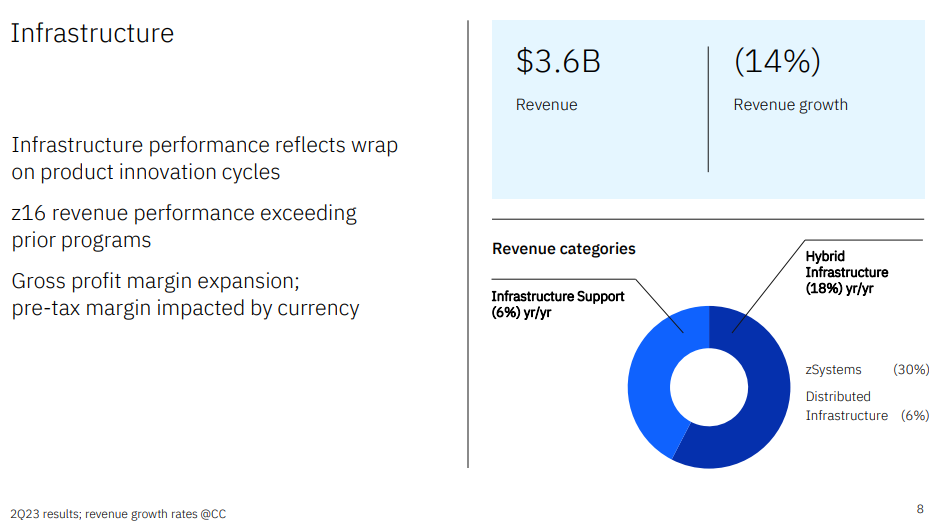 Infrastructure
Infrastructure performance reflects wrap
on product innovation cycles
z16 revenue performance exceeding
prior programs
Gross profit margin expansion;
pre-tax margin impacted by currency
$3.6B
Revenue
(14%)
Revenue growth
Revenue categories
Infrastructure Support
(6%) yr/yr
Hybrid
Infrastructure
(18%) yr/yr
zSystems (30%)
Distributed
Infrastructure (6%)
2Q23 results; revenue growth rates @CC
8